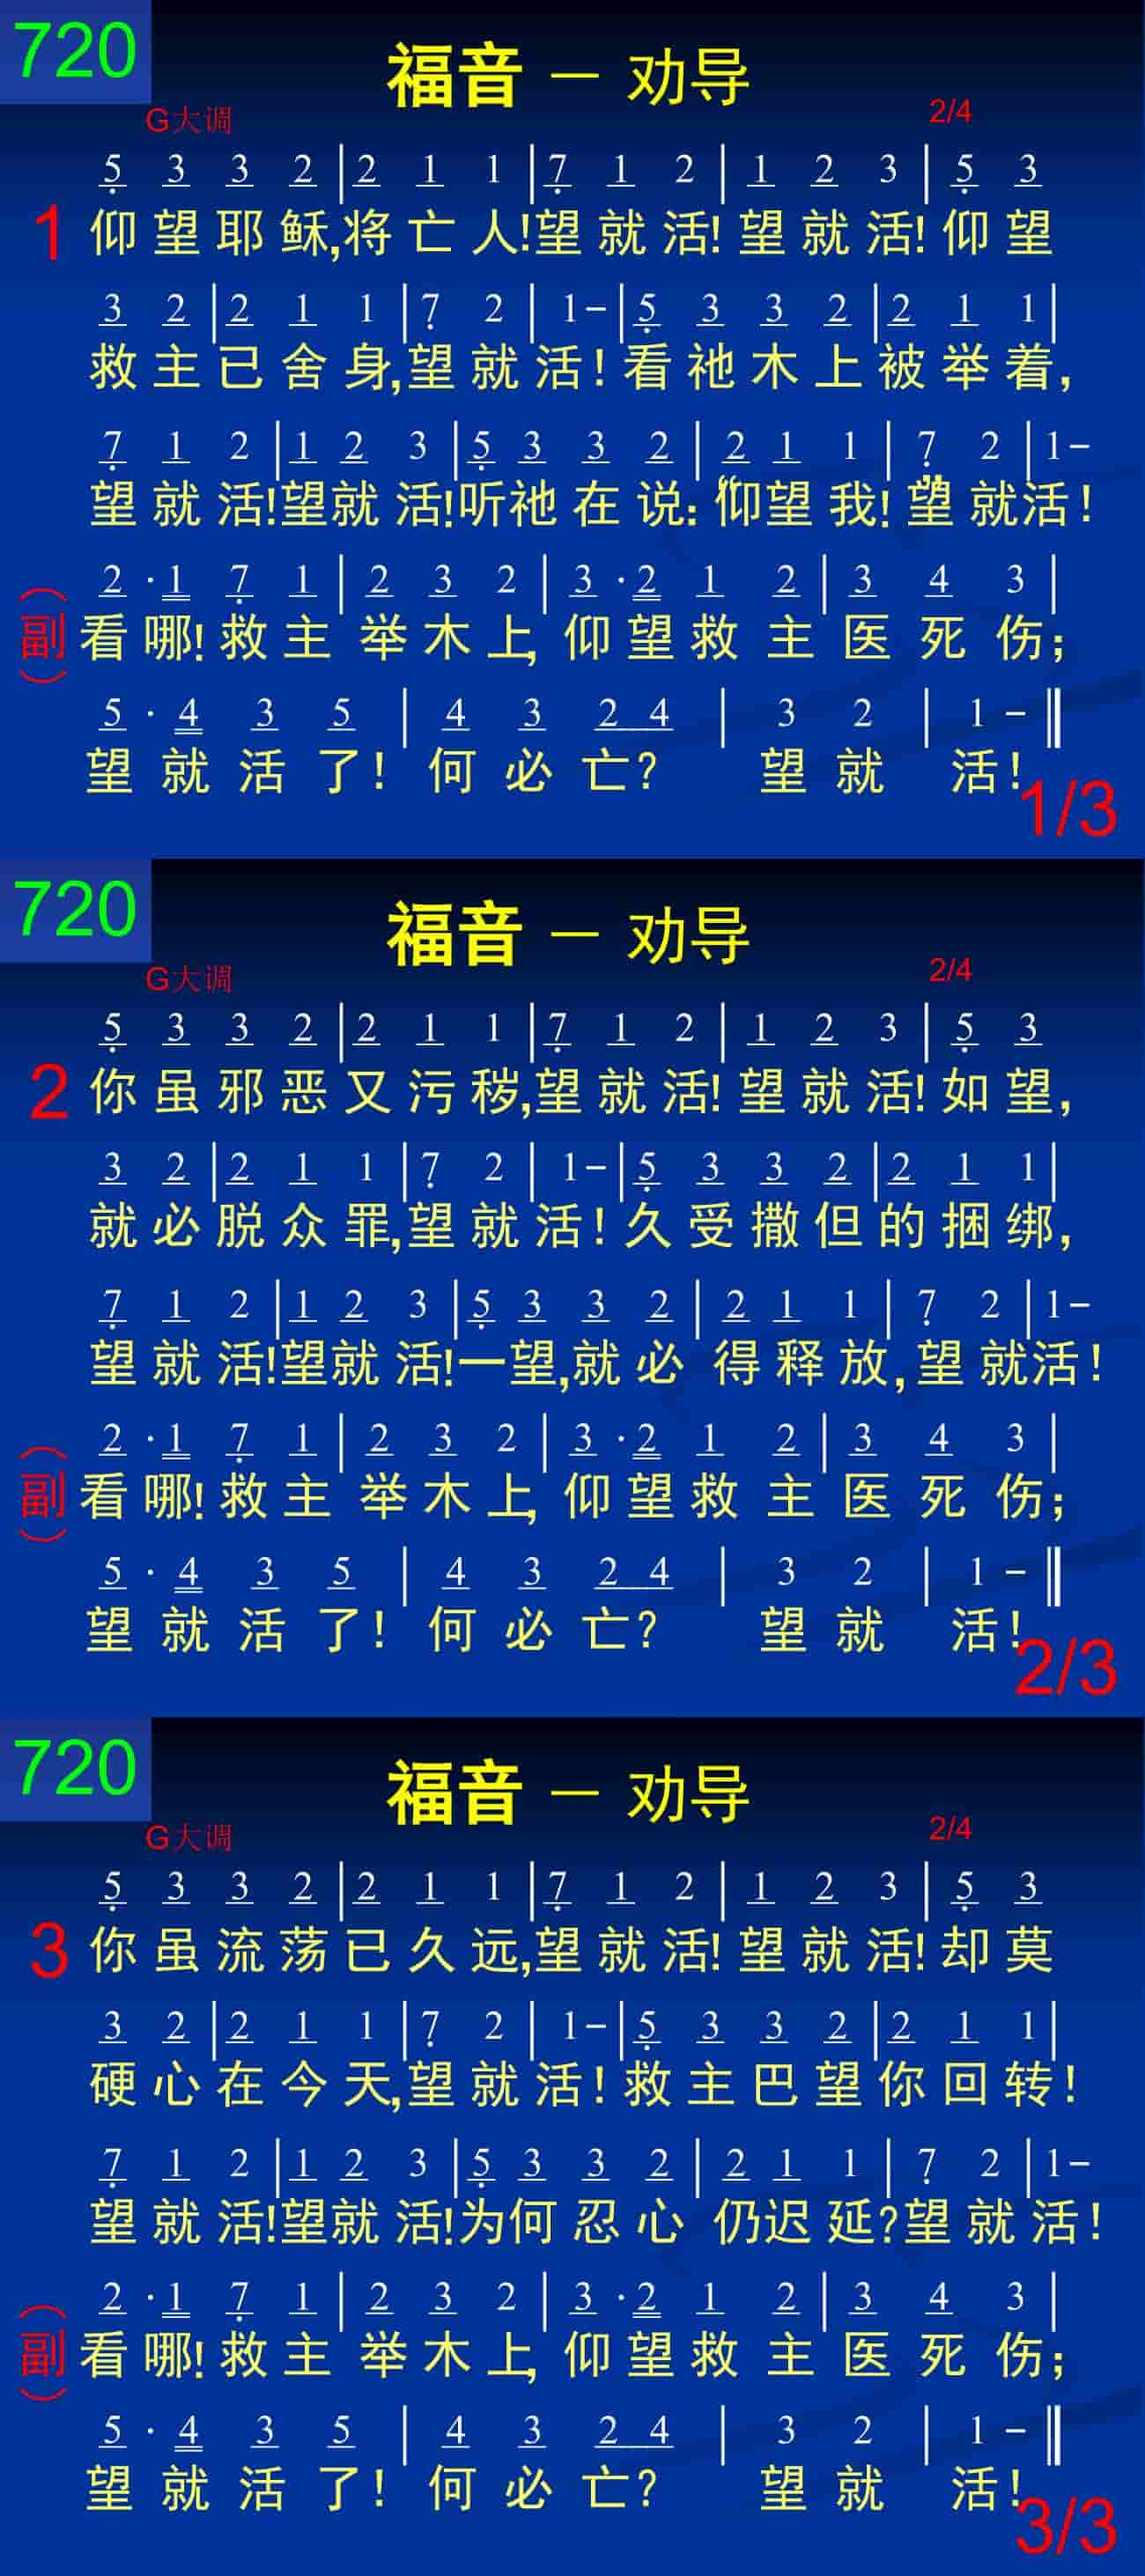 720
福音 — 劝导
G大调 2/4
5 3 3 2 | 2 1 1 | 7 1 2 | 1 2 3 | 5 3
1 仰望耶稣,将亡人!望就活!望就活!仰望
3 2 | 2 1 1 | 7 2 | 1– | 5 3 3 2 | 2 1 1 |
救主已舍身,望就活!看祂木上被举着,
7 1 2 | 1 2 3 | 5 3 3 2 | 2 1 1 | 7 2 | 1–
望就活!望就活!听祂在说:“仰望我!”望就活!
2 · 1 7 1 | 2 3 2 | 3 · 2 1 2 | 3 4 3 |
(副) 看哪!救主举木上,仰望救主医死伤;
5 · 4 3 5 | 4 3 2 4 | 3 2 | 1 – ‖
望就活了!何必亡?望就活!
1/3
720
福音 — 劝导
G大调 2/4
5 3 3 2 | 2 1 1 | 7 1 2 | 1 2 3 | 5 3
2 你虽邪恶又污秽,望就活!望就活!如望,
3 2 | 2 1 1 | 7 2 | 1– | 5 3 3 2 | 2 1 1 |
就必脱众罪,望就活!久受撒但的捆绑,
7 1 2 | 1 2 3 | 5 3 3 2 | 2 1 1 | 7 2 | 1–
望就活!望就活!一望,就必得释放,望就活!
2 · 1 7 1 | 2 3 2 | 3 · 2 1 2 | 3 4 3 |
(副) 看哪!救主举木上,仰望救主医死伤;
5 · 4 3 5 | 4 3 2 4 | 3 2 | 1 – ‖
望就活了!何必亡?望就活!
2/3
720
福音 — 劝导
G大调 2/4
5 3 3 2 | 2 1 1 | 7 1 2 | 1 2 3 | 5 3
3 你虽流荡已久远,望就活!望就活!却莫
3 2 | 2 1 1 | 7 2 | 1– | 5 3 3 2 | 2 1 1 |
硬心在今天,望就活!救主巴望你回转!
7 1 2 | 1 2 3 | 5 3 3 2 | 2 1 1 | 7 2 | 1–
望就活!望就活!为何忍心仍迟延?望就活!
2 · 1 7 1 | 2 3 2 | 3 · 2 1 2 | 3 4 3 |
(副) 看哪!救主举木上,仰望救主医死伤;
5 · 4 3 5 | 4 3 2 4 | 3 2 | 1 – ‖
望就活了!何必亡?望就活!
3/3